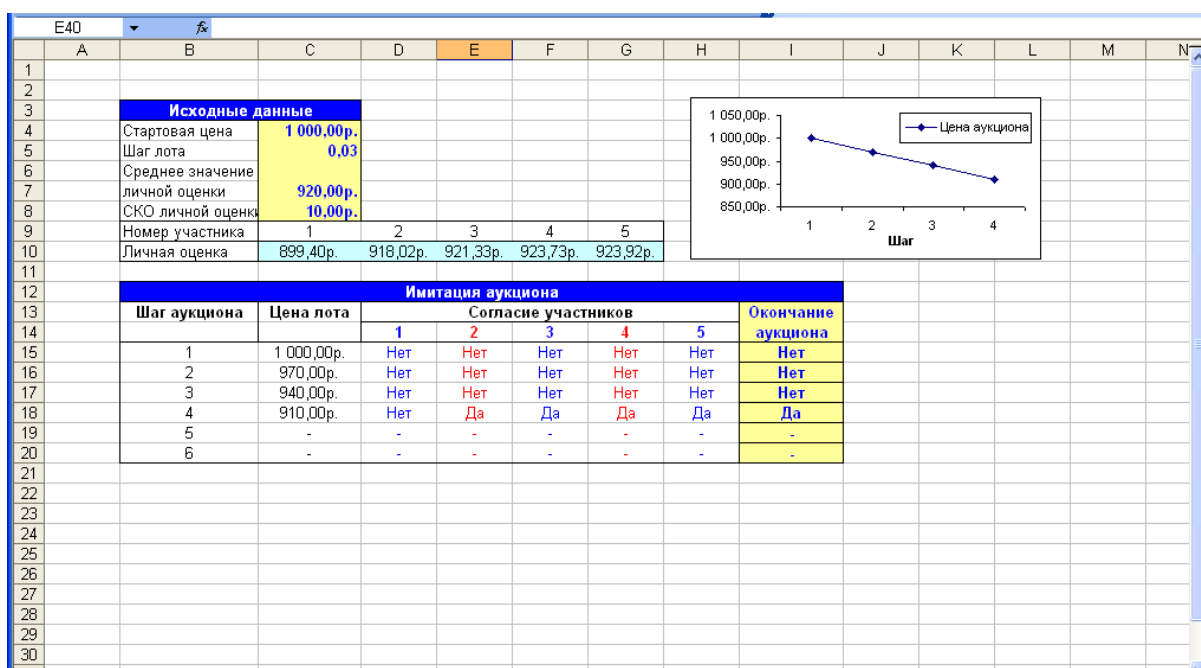 E40 fx
A B C D E F G H I J K L M N
1
2
3 Исходные данные
4 Стартовая цена 1 000,00р.
5 Шаг лота 0,03
6 Среднее значение
7 личной оценки 920,00р.
8 СКО личной оценки 10,00р.
9 Номер участника 1 2 3 4 5
10 Личная оценка 899,40р. 918,02р. 921,33р. 923,73р. 923,92р.
1 050,00р.
1 000,00р.
950,00р.
900,00р.
850,00р.
Цена аукциона
1 2 3 4
Шаг
11
12 Имитация аукциона
13 Шаг аукциона Цена лота Согласие участников Окончание
14 1 2 3 4 5 аукциона
15 1 1 000,00р. Нет Нет Нет Нет Нет Нет
16 2 970,00р. Нет Нет Нет Нет Нет Нет
17 3 940,00р. Нет Нет Нет Нет Нет Нет
18 4 910,00р. Нет Да Да Да Да Да
19 5 - - - - - - -
20 6 - - - - - - -
21
22
23
24
25
26
27
28
29
30